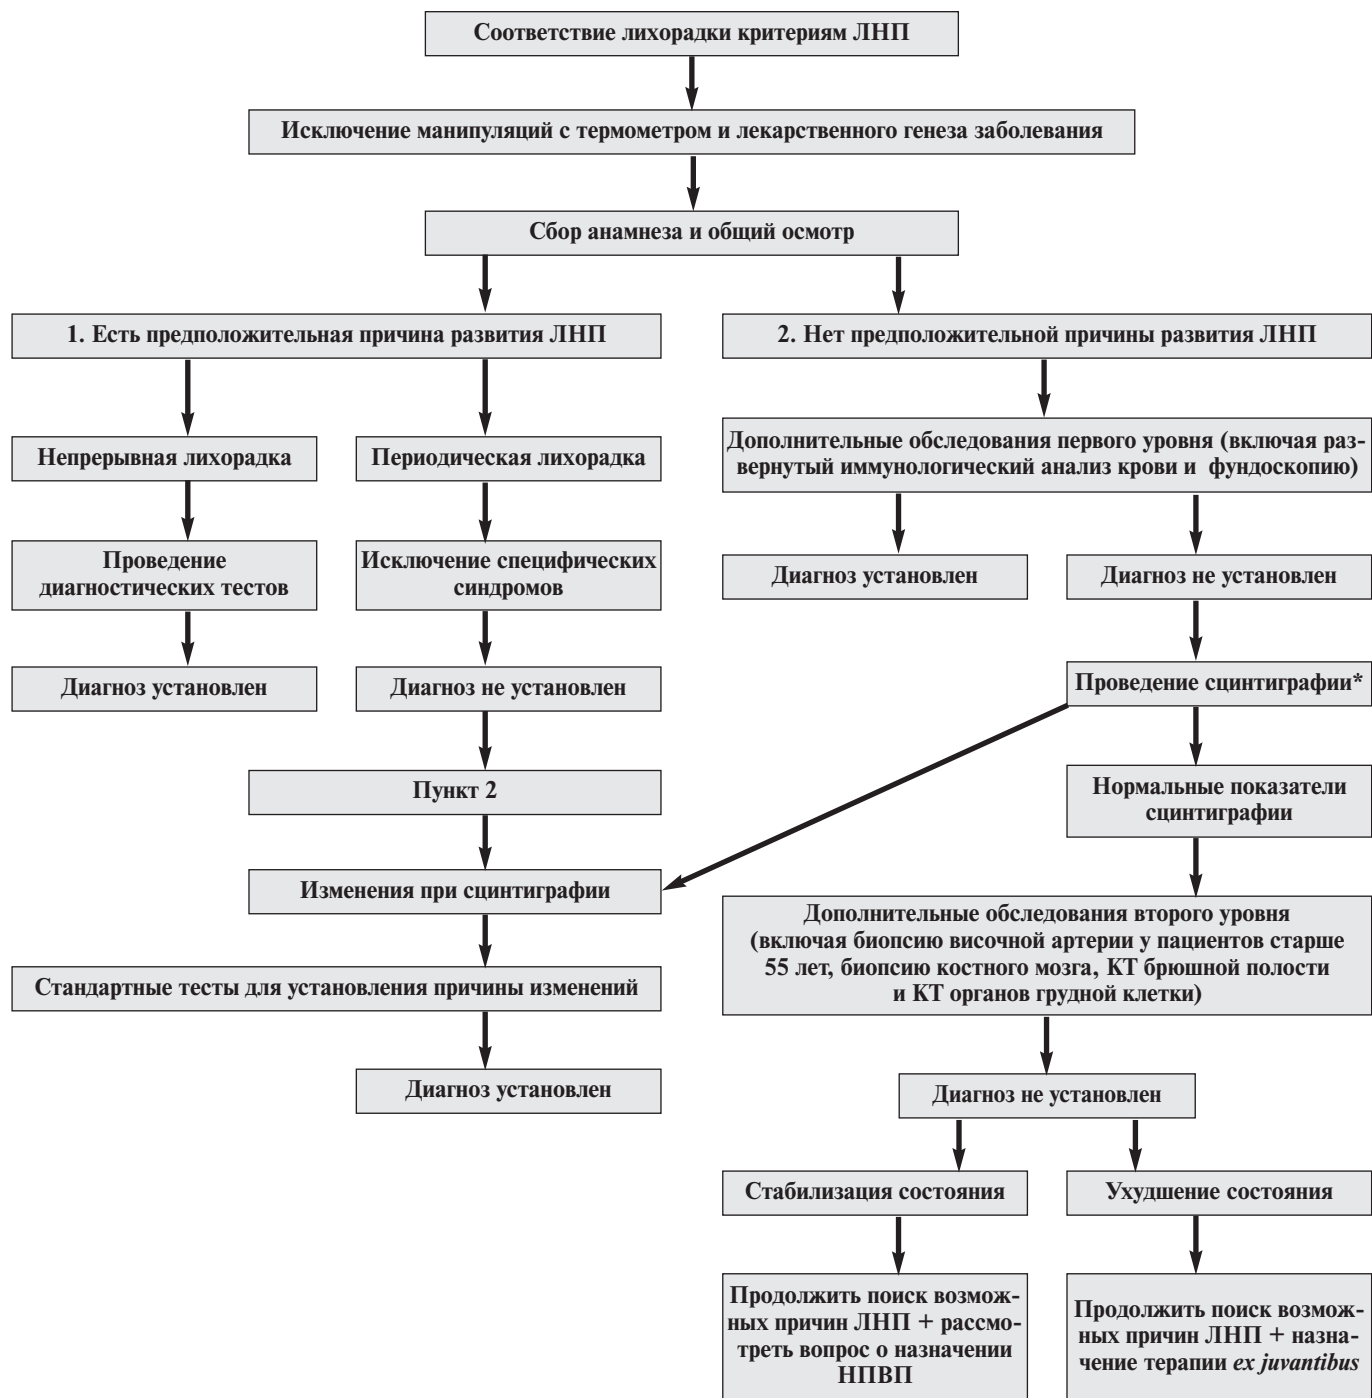 Соответствие лихорадки критериям ЛНП
Исключение манипуляций с термометром и лекарственного генеза заболевания
Сбор анамнеза и общий осмотр
1. Есть предположительная причина развития ЛНП
2. Нет предположительной причины развития ЛНП
Непрерывная лихорадка
Периодическая лихорадка
Дополнительные обследования первого уровня (включая раз-
вернутый иммунологический анализ крови и фундоскопию)
Проведение
диагностических тестов
Исключение специфических
синдромов
Диагноз установлен
Диагноз не установлен
Диагноз установлен
Диагноз не установлен
Проведение сцинтиграфии*
Пункт 2
Нормальные показатели
сцинтиграфии
Изменения при сцинтиграфии
Дополнительные обследования второго уровня
(включая биопсию височной артерии у пациентов старше
55 лет, биопсию костного мозга, КТ брюшной полости
и КТ органов грудной клетки)
Стандартные тесты для установления причины изменений
Диагноз установлен
Диагноз не установлен
Стабилизация состояния
Ухудшение состояния
Продолжить поиск возмож-
ных причин ЛНП + рассмо-
треть вопрос о назначении
НПВП
Продолжить поиск возмож-
ных причин ЛНП + назна-
чение терапии ex juvantibus